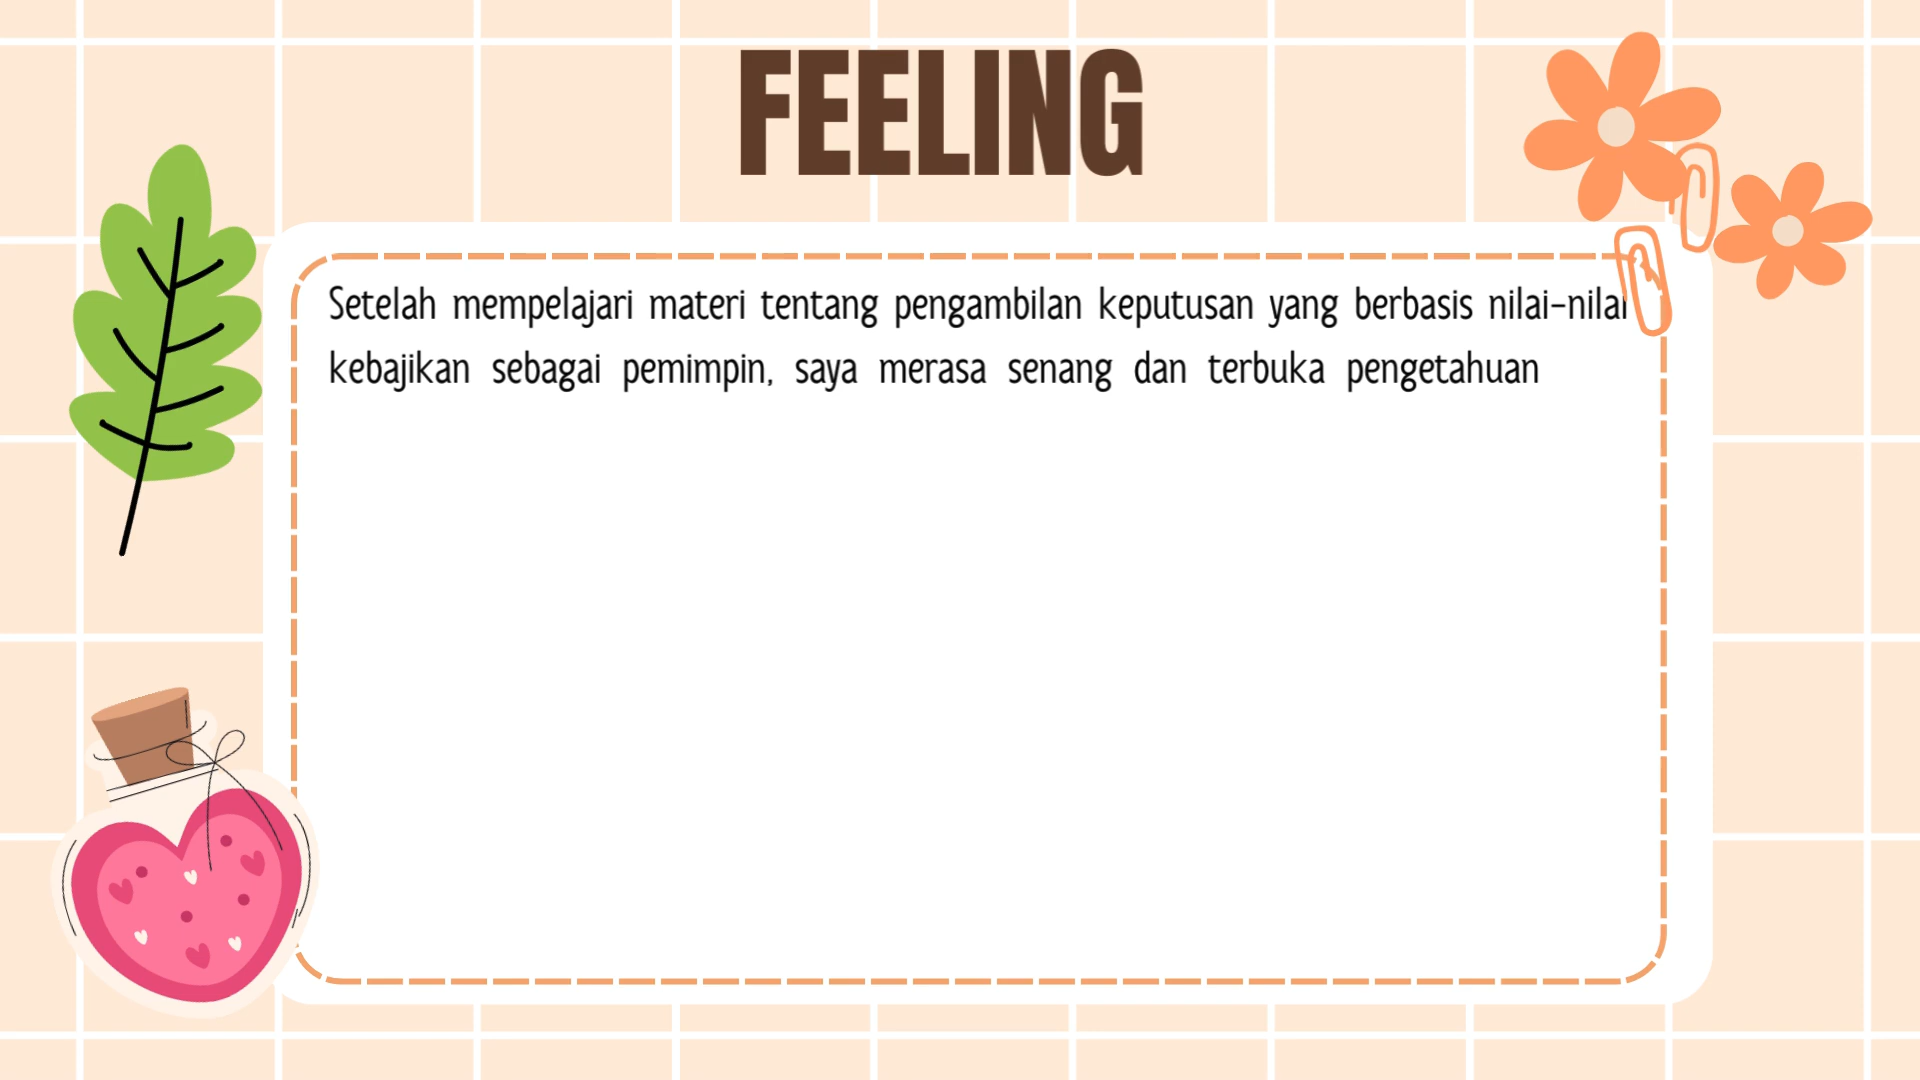 FEELING
Setelah mempelajari materi tentang pengambilan keputusan yang berbasis nilai-nilai
kebajikan sebagai pemimpin, saya merasa senang dan terbuka pengetahuan